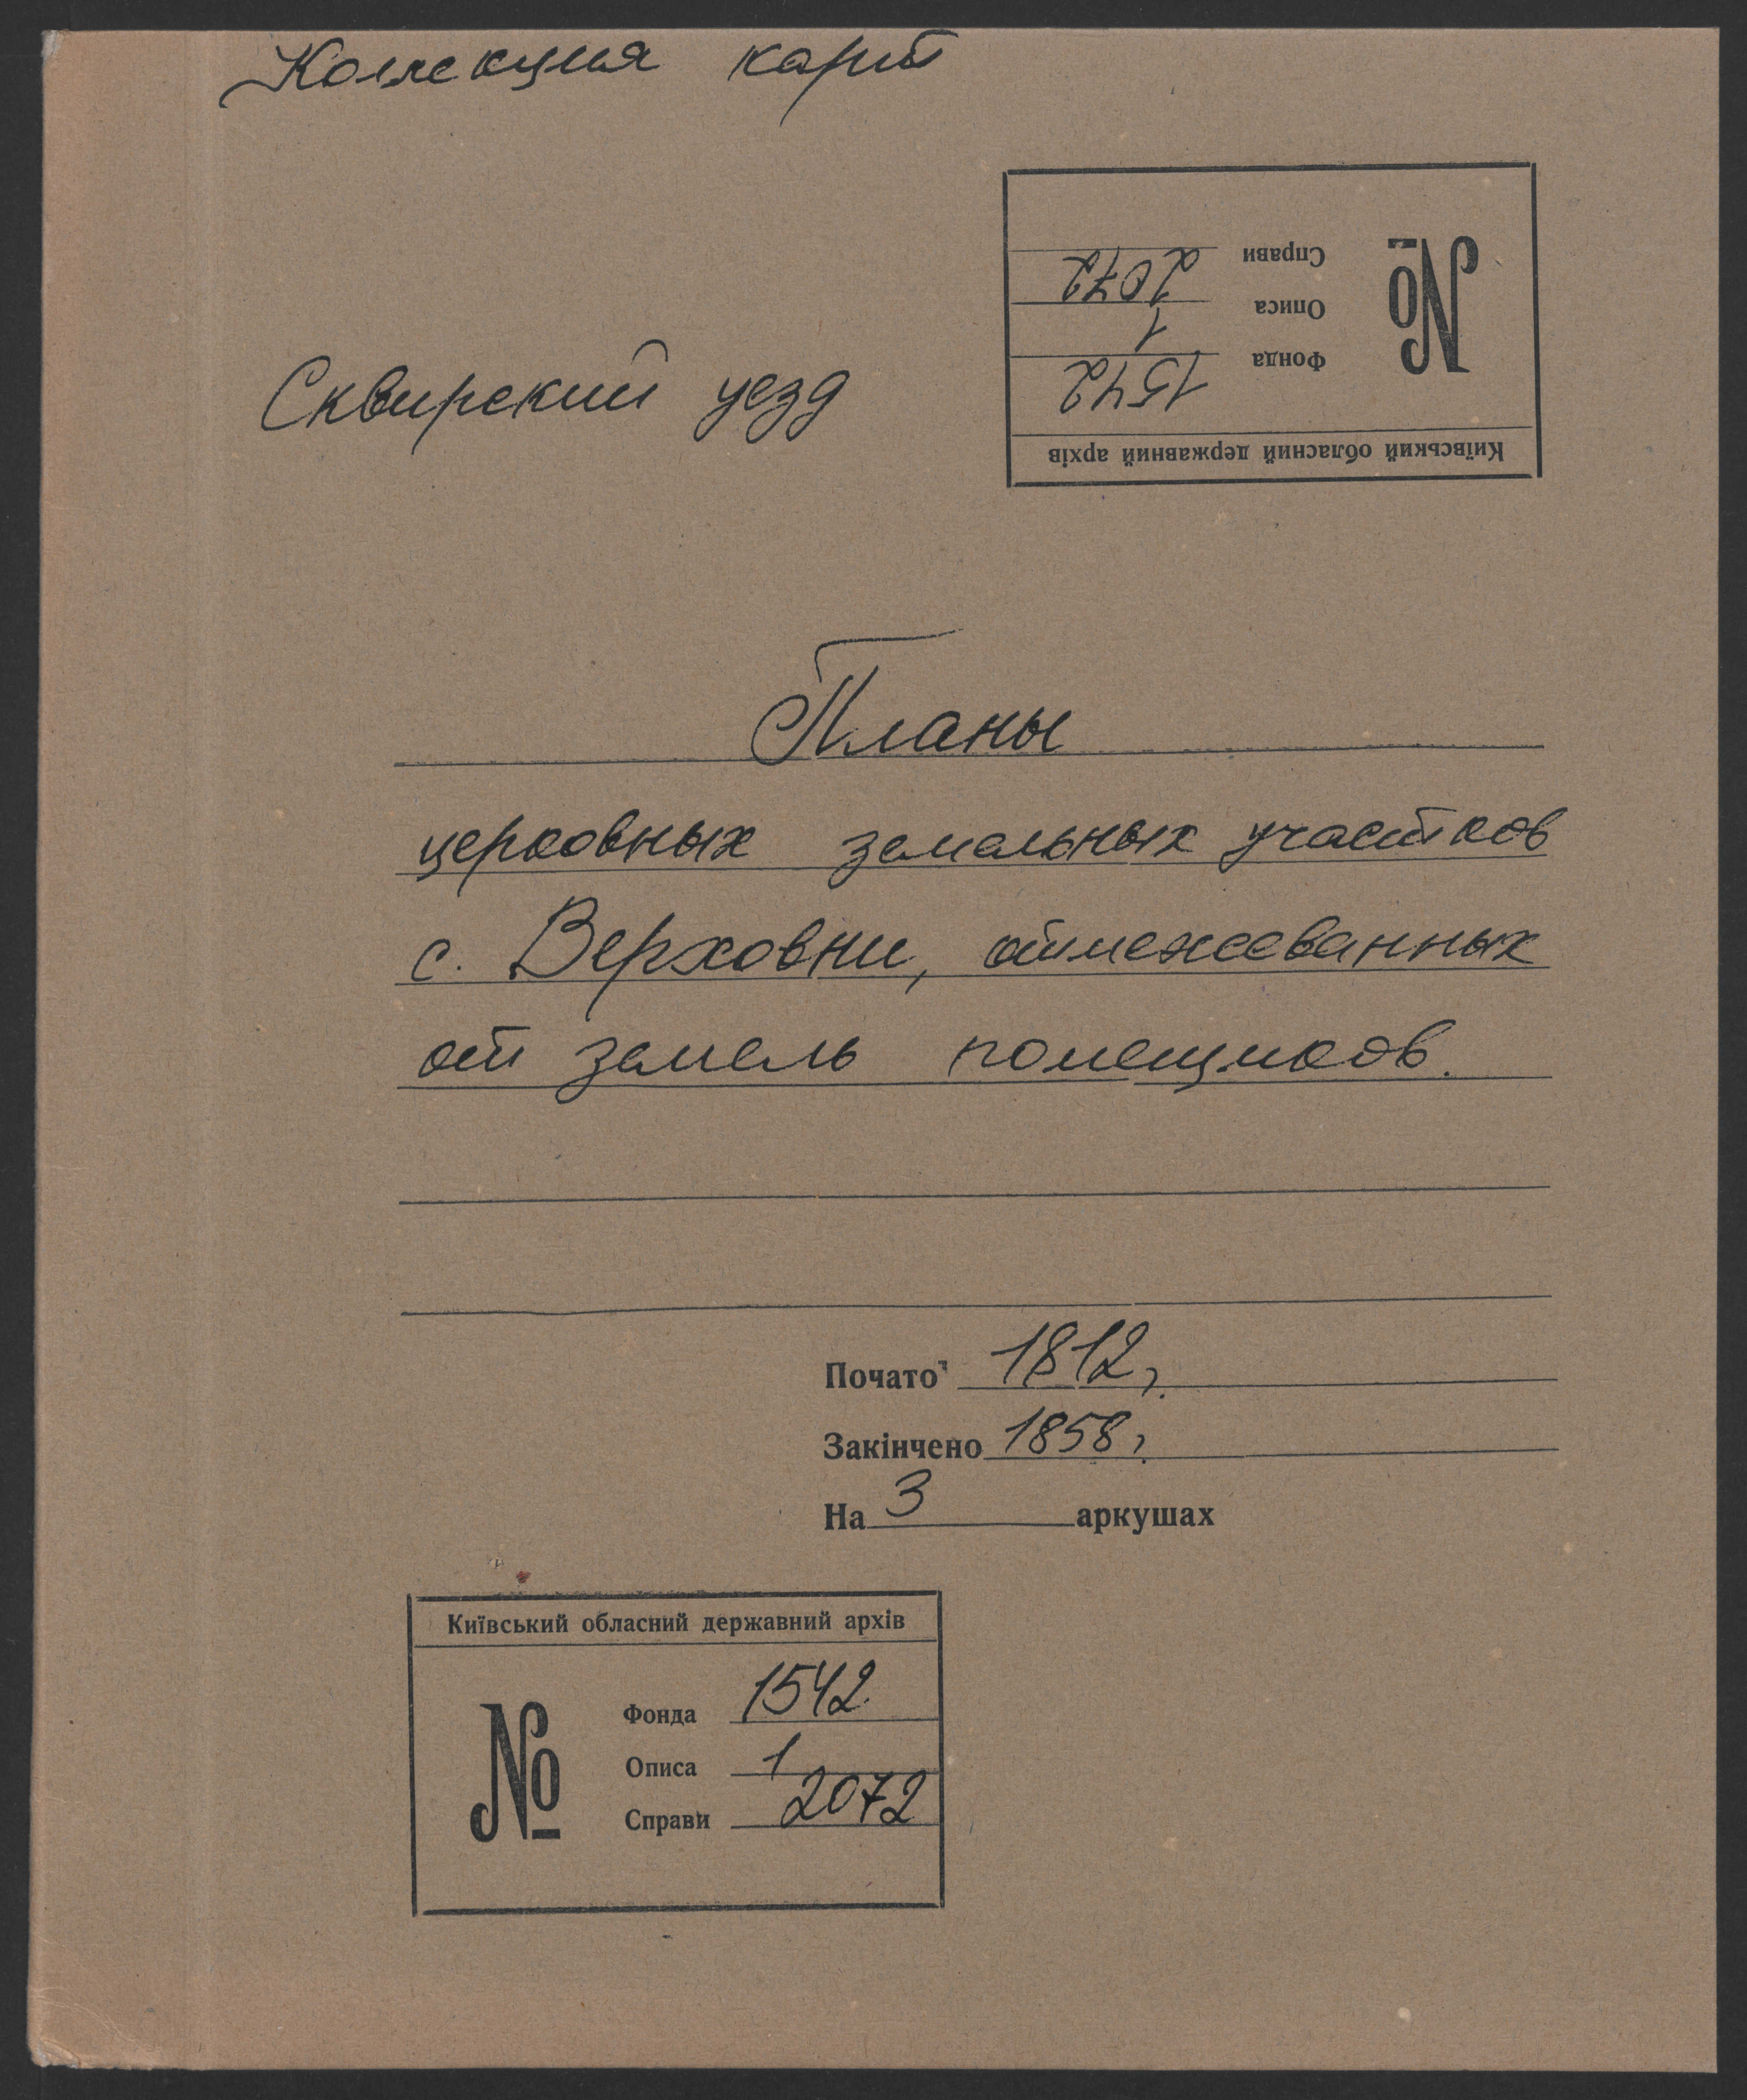 Коллекция карт
Справи 2072
Описа 1
Фонда 1542
№
Київський обласний державний архів
Сквирский уезд
Планы
церковных земельных участков
с. Верховни, отмежеванных
от земель помещиков.
Почато 1812 г.
Закінчено 1858 г.
На 3 аркушах
Київський обласний державний архів
№
Фонда 1542
Описа 1
Справи 2072